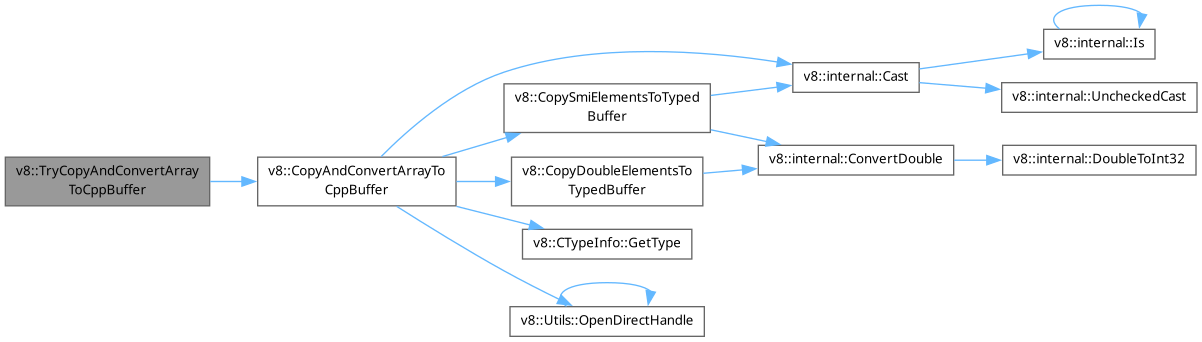 v8::TryCopyAndConvertArray
ToCppBuffer
v8::CopyAndConvertArrayTo
CppBuffer
v8::CopySmiElementsToTyped
Buffer
v8::CopyDoubleElementsTo
TypedBuffer
v8::CTypeInfo::GetType
v8::Utils::OpenDirectHandle
v8::internal::Cast
v8::internal::ConvertDouble
v8::internal::Is
v8::internal::UncheckedCast
v8::internal::DoubleToInt32